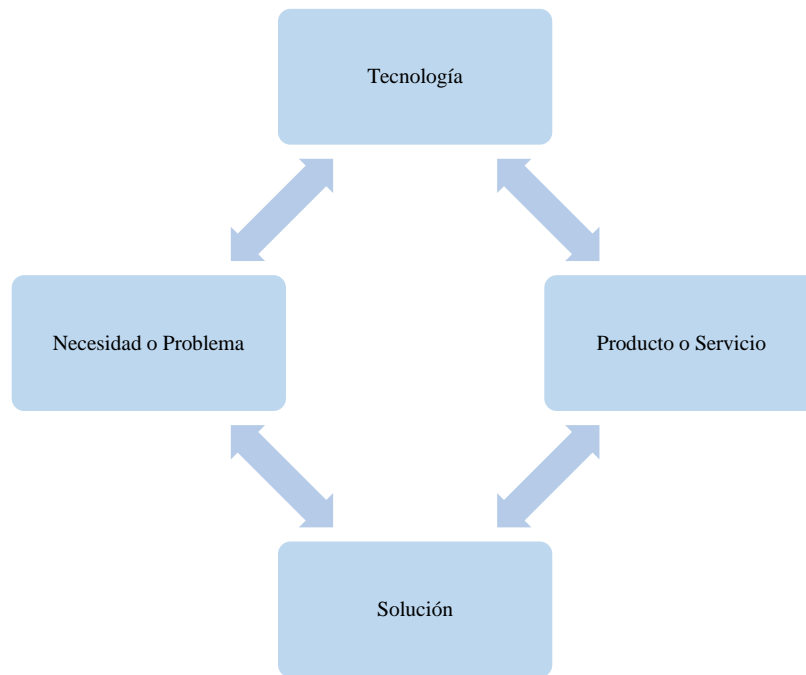 Tecnología
Necesidad o Problema
Producto o Servicio
Solución